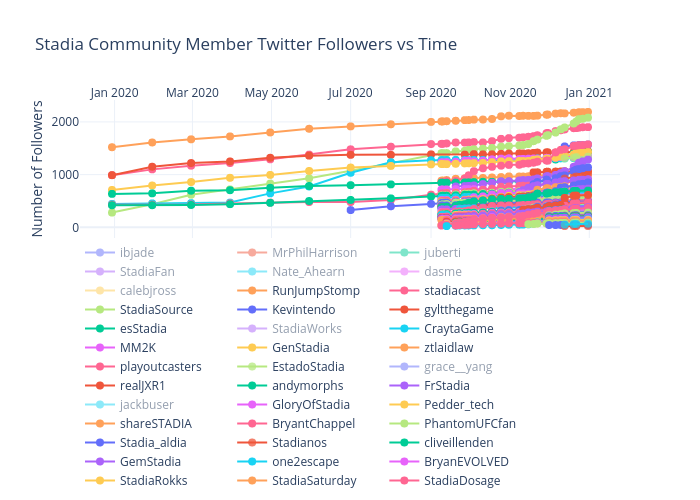 Stadia Community Member Twitter Followers vs Time
Jan 2020 Mar 2020 May 2020 Jul 2020 Sep 2020 Nov 2020 Jan 2021
Number of Followers
2000
1000
0
ibjade MrPhilHarrison juberti
StadiaFan Nate_Ahearn dasme
calebjross RunJumpStomp stadiacast
StadiaSource Kevintendo gyltthegame
esStadia StadiaWorks CraytaGame
MM2K GenStadia ztlaidlaw
playoutcasters EstadoStadia grace__yang
realJXR1 andymorphs FrStadia
jackbuser GloryOfStadia Pedder_tech
shareSTADIA BryantChappel PhantomUFCfan
Stadia_aldia Stadianos cliveillenden
GemStadia one2escape BryanEVOLVED
StadiaRokks StadiaSaturday StadiaDosage